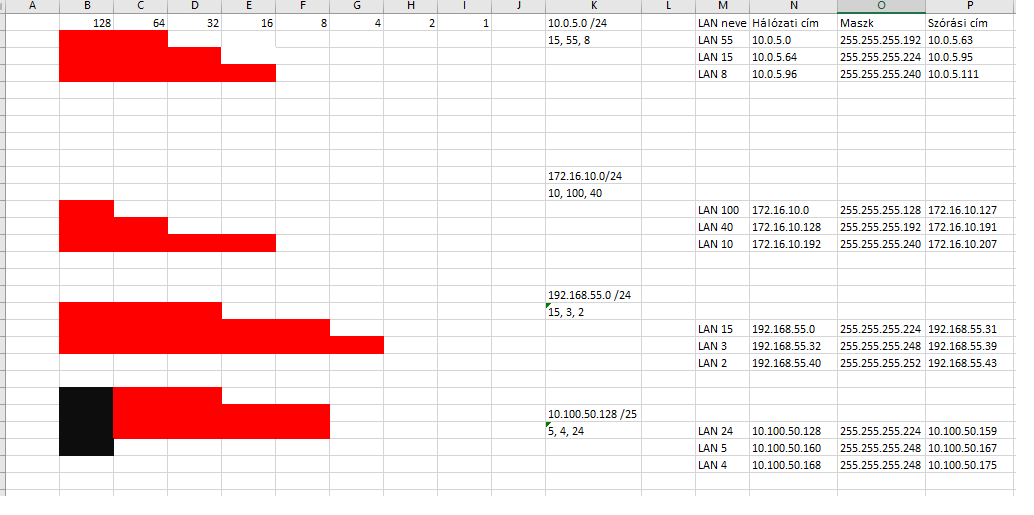 A B C D E F G H I J K L M N O P
128 64 32 16 8 4 2 1 10.0.5.0 /24 LAN neve Hálózati cím Maszk Szórási cím
15, 55, 8 LAN 55 10.0.5.0 255.255.255.192 10.0.5.63
LAN 15 10.0.5.64 255.255.255.224 10.0.5.95
LAN 8 10.0.5.96 255.255.255.240 10.0.5.111
172.16.10.0/24
10, 100, 40
LAN 100 172.16.10.0 255.255.255.128 172.16.10.127
LAN 40 172.16.10.128 255.255.255.192 172.16.10.191
LAN 10 172.16.10.192 255.255.255.240 172.16.10.207
192.168.55.0 /24
15, 3, 2
LAN 15 192.168.55.0 255.255.255.224 192.168.55.31
LAN 3 192.168.55.32 255.255.255.248 192.168.55.39
LAN 2 192.168.55.40 255.255.255.252 192.168.55.43
10.100.50.128 /25
5, 4, 24 LAN 24 10.100.50.128 255.255.255.224 10.100.50.159
LAN 5 10.100.50.160 255.255.255.248 10.100.50.167
LAN 4 10.100.50.168 255.255.255.248 10.100.50.175